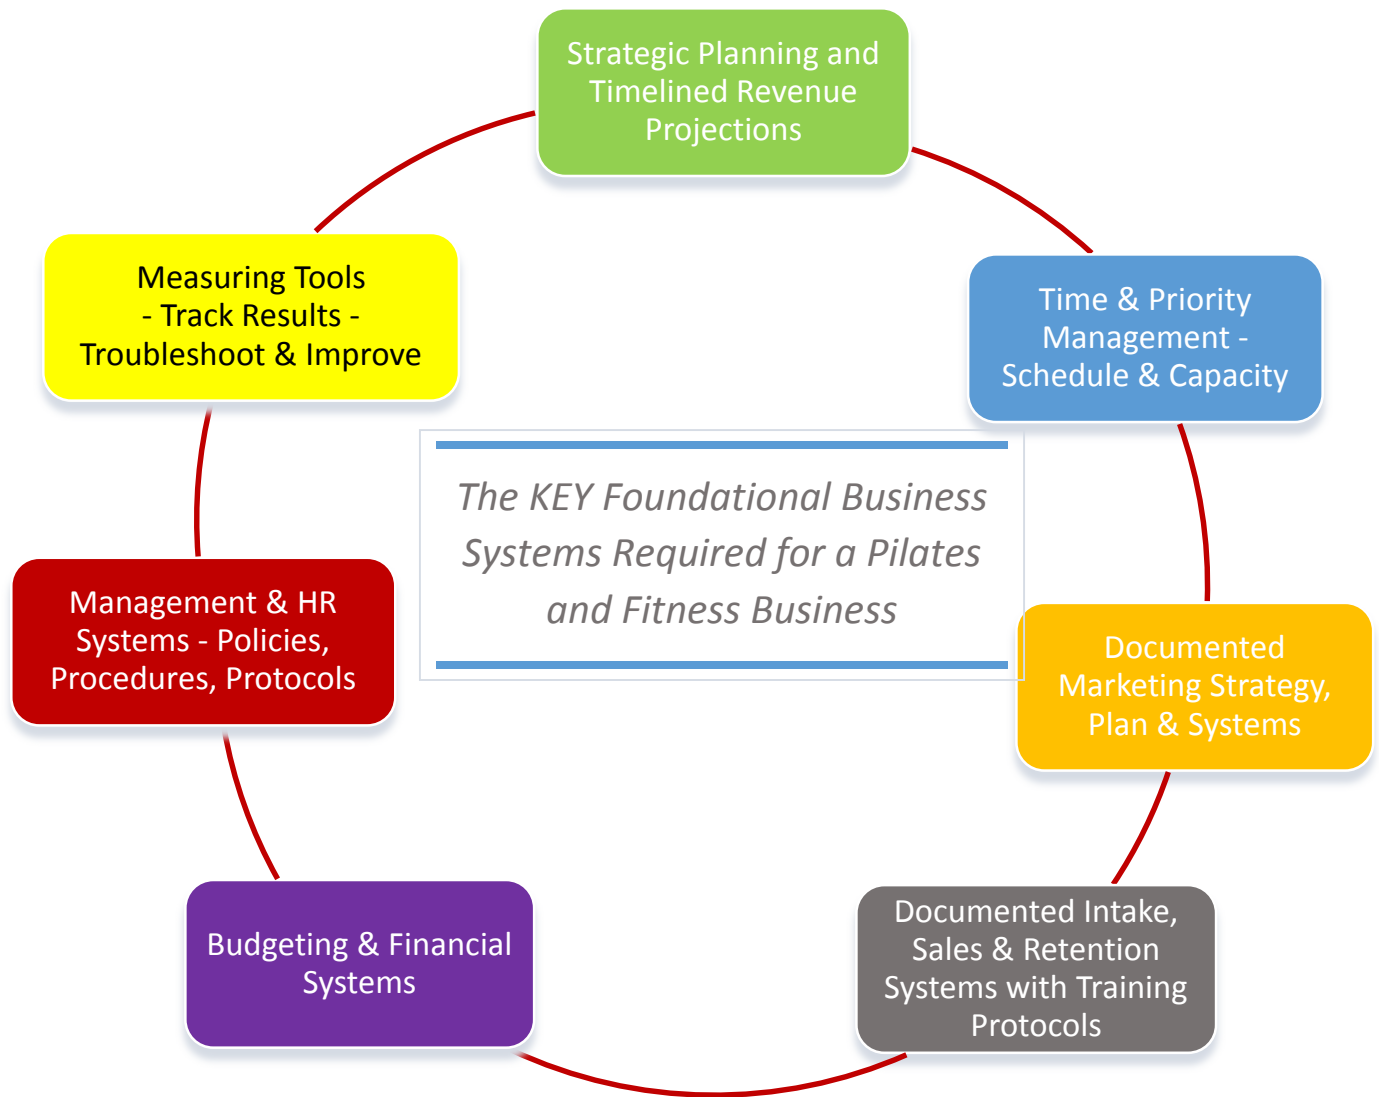 Strategic Planning and
Timelined Revenue
Projections
Time & Priority
Management -
Schedule & Capacity
Documented
Marketing Strategy,
Plan & Systems
Documented Intake,
Sales & Retention
Systems with Training
Protocols
Budgeting & Financial
Systems
Management & HR
Systems - Policies,
Procedures, Protocols
Measuring Tools
- Track Results -
Troubleshoot & Improve
The KEY Foundational Business
Systems Required for a Pilates
and Fitness Business